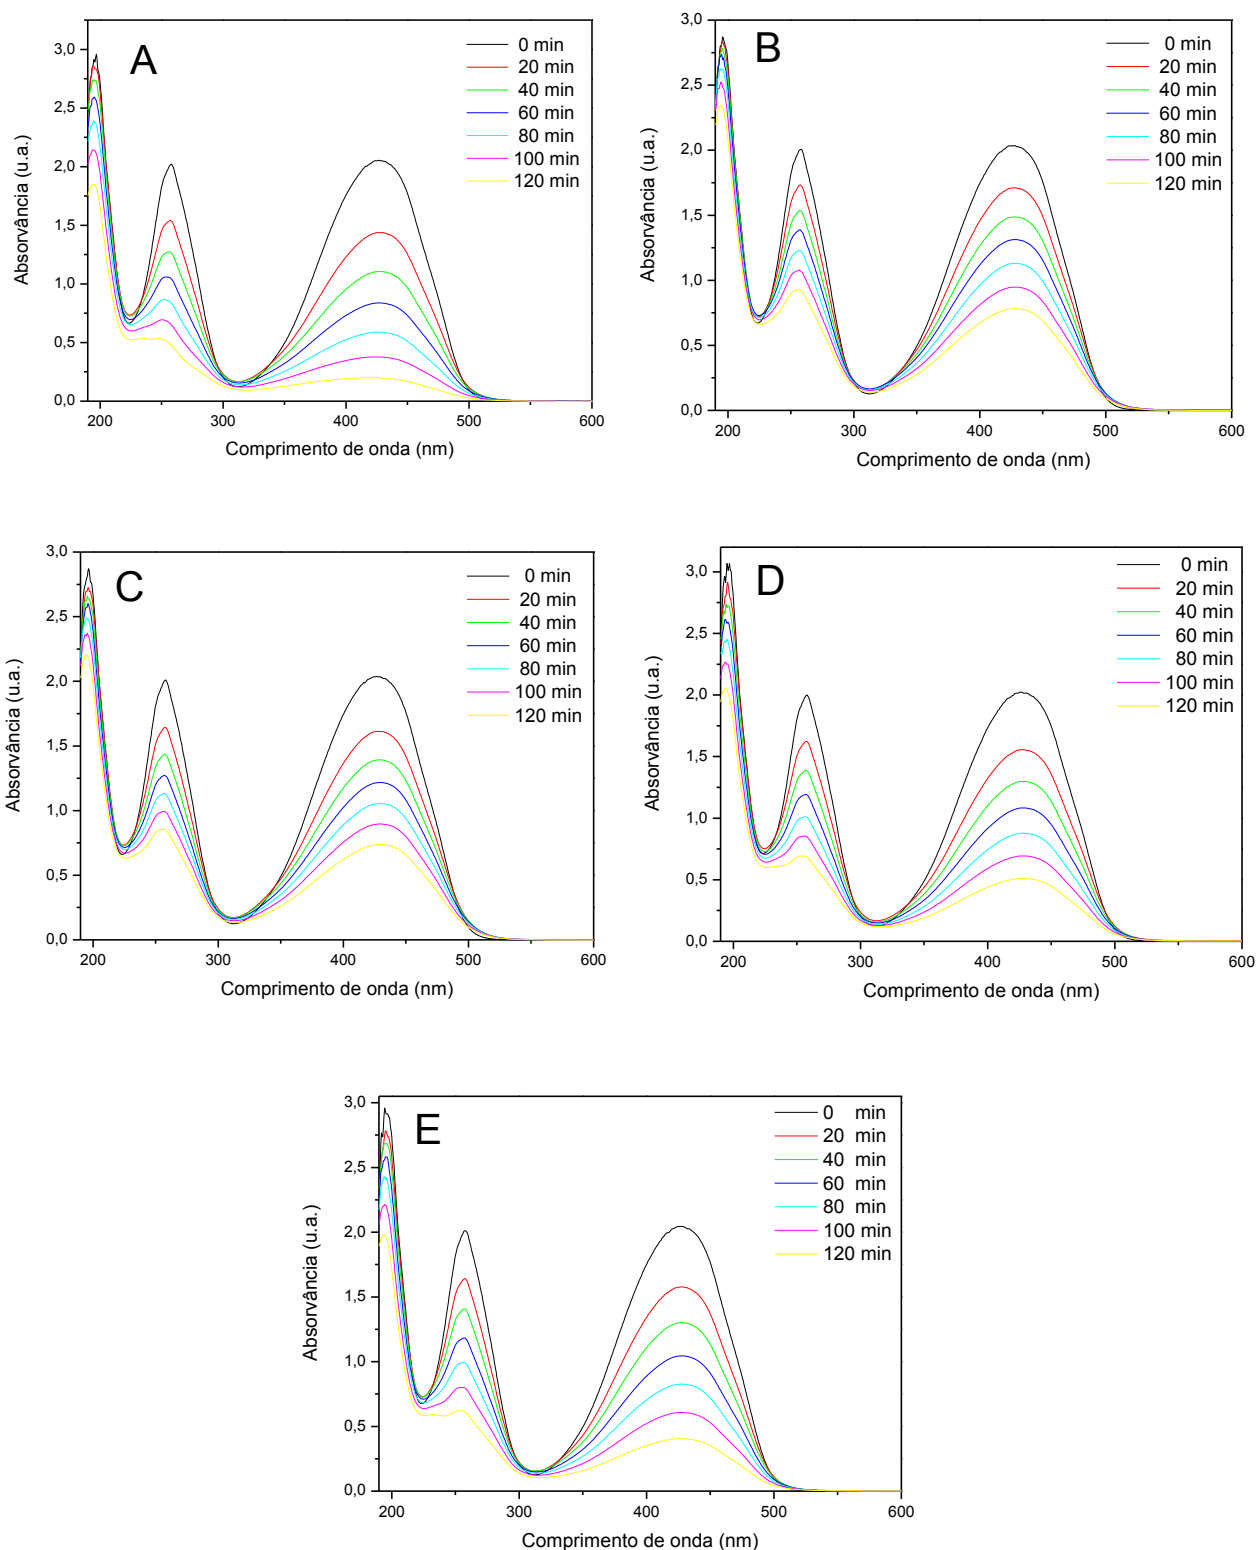 A
3,0
2,5
2,0
1,5
1,0
0,5
0,0
Absorvância (u.a.)
0 min
20 min
40 min
60 min
80 min
100 min
120 min
200 300 400 500 600
Comprimento de onda (nm)
B
3,0
2,5
2,0
1,5
1,0
0,5
0,0
Absorvância (u.a.)
0 min
20 min
40 min
60 min
80 min
100 min
120 min
200 300 400 500 600
Comprimento de onda (nm)
C
3,0
2,5
2,0
1,5
1,0
0,5
0,0
Absorvância (u.a.)
0 min
20 min
40 min
60 min
80 min
100 min
120 min
200 300 400 500 600
Comprimento de onda (nm)
D
3,0
2,5
2,0
1,5
1,0
0,5
0,0
Absorvância (u.a.)
0 min
20 min
40 min
60 min
80 min
100 min
120 min
200 300 400 500 600
Comprimento de onda (nm)
E
3,0
2,5
2,0
1,5
1,0
0,5
0,0
Absorvância (u.a.)
0 min
20 min
40 min
60 min
80 min
100 min
120 min
200 300 400 500 600
Comprimento de onda (nm)